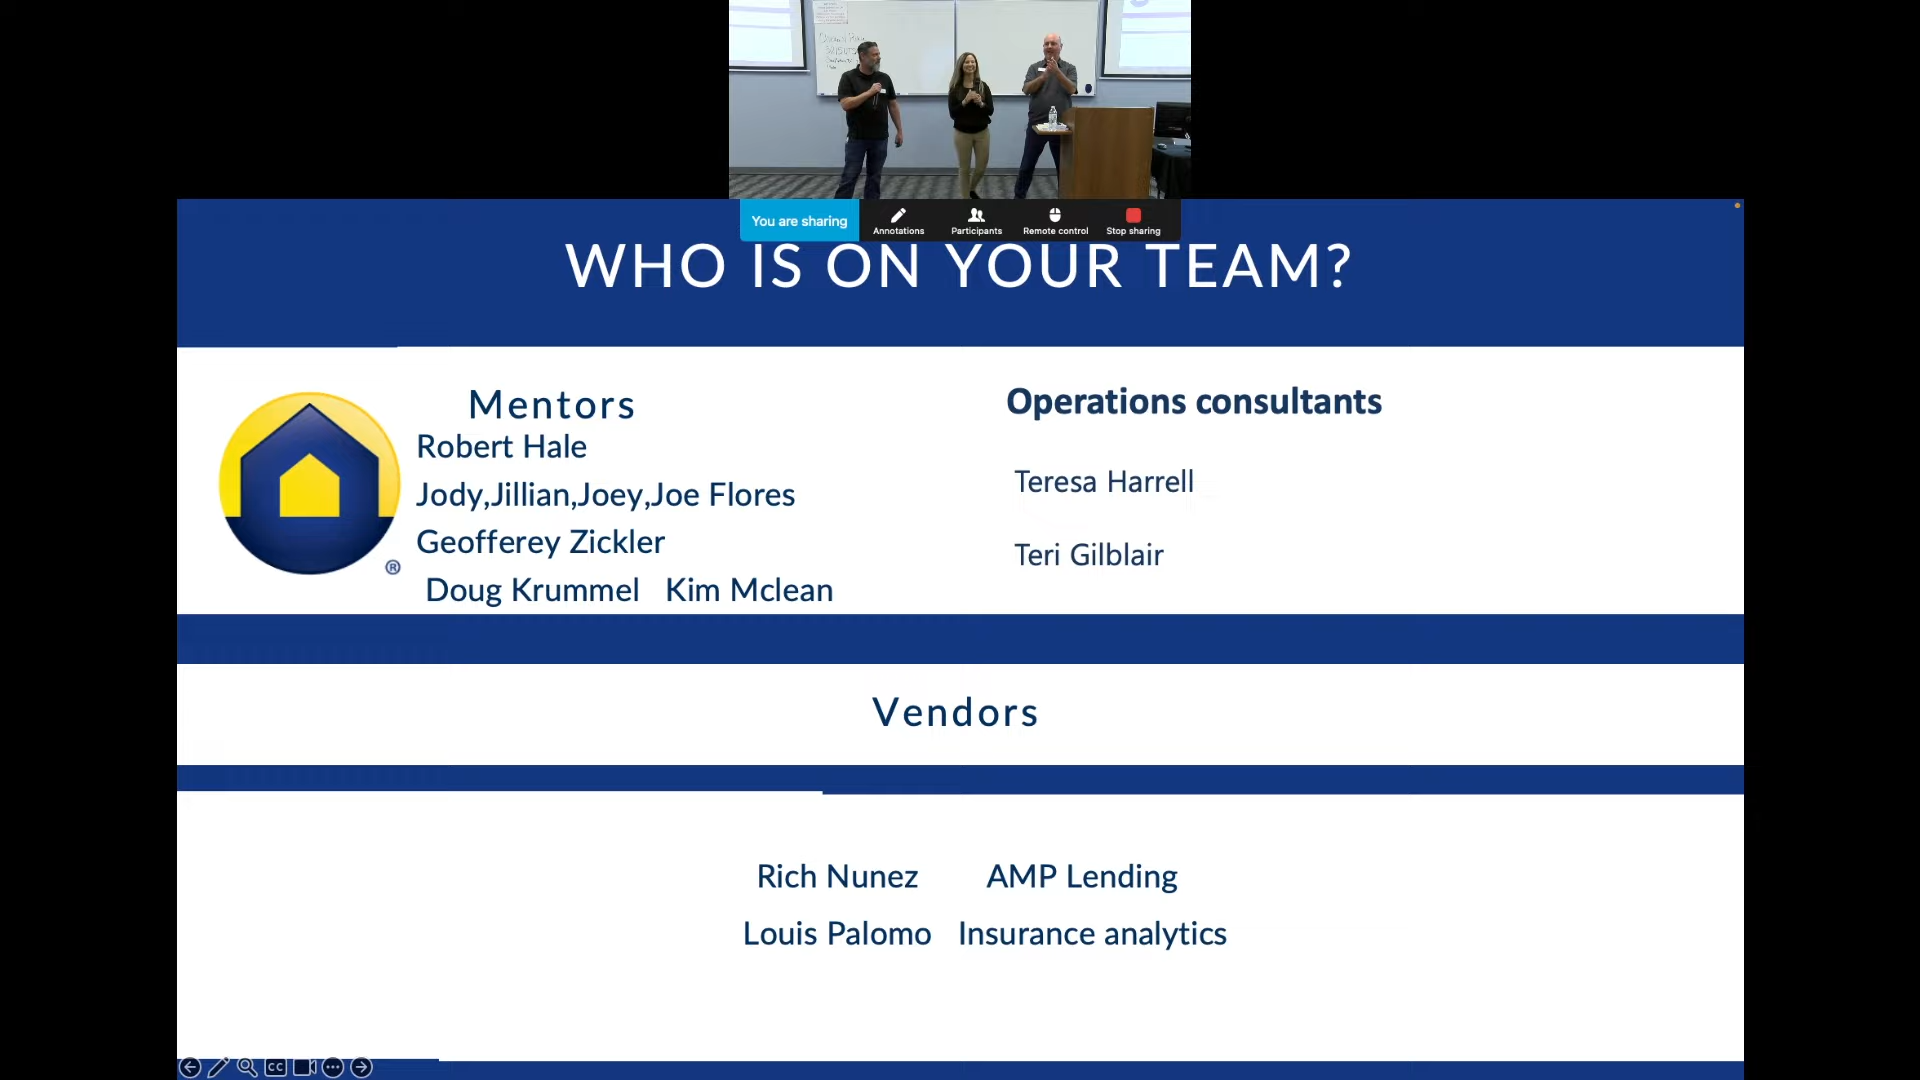 You are sharing
Annotations
Participants
Remote control
Stop sharing
WHO IS ON YOUR TEAM?
Mentors
Robert Hale
Jody,Jillian,Joey,Joe Flores
Geofferey Zickler
Doug Krummel Kim Mclean
®
Operations consultants
Teresa Harrell
Teri Gilblair
Vendors
Rich Nunez AMP Lending
Louis Palomo Insurance analytics
CC